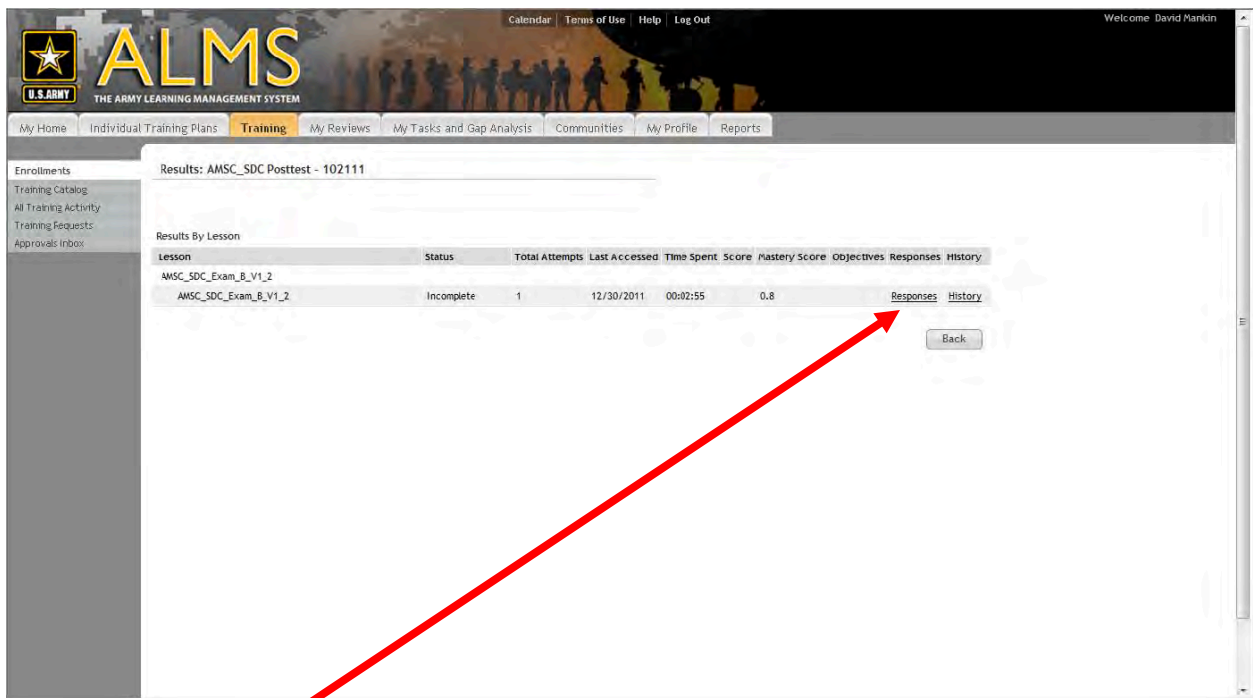 Calendar Terms of Use Help Log Out
Welcome David Mankin
U.S.ARMY
ALMS
THE ARMY LEARNING MANAGEMENT SYSTEM
My Home Individual Training Plans Training My Reviews My Tasks and Gap Analysis Communities My Profile Reports
Enrollments
Training Catalog
All Training Activity
Training Requests
Approvals Inbox
Results: AMSC_SDC Posttest - 102111
Results By Lesson
Lesson Status Total Attempts Last Accessed Time Spent Score Mastery Score Objectives Responses History
AMSC_SDC_Exam_B_V1_2
AMSC_SDC_Exam_B_V1_2 Incomplete 1 12/30/2011 00:02:55 0.8 Responses History
Back